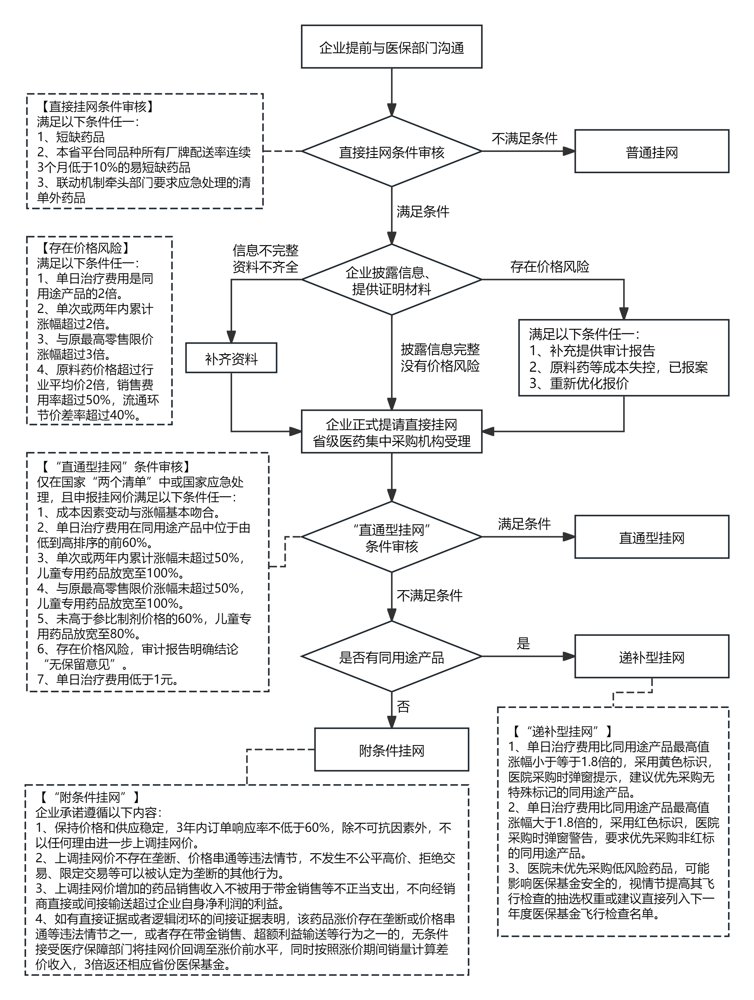 企业提前与医保部门沟通
【直接挂网条件审核】
满足以下条件任一：
1、短缺药品
2、本省平台同品种所有厂牌配送率连续
3个月低于10%的易短缺药品
3、联动机制牵头部门要求应急处理的清
单外药品
直接挂网条件审核
不满足条件
普通挂网
满足条件
【存在价格风险】
满足以下条件任一：
1、单日治疗费用是同
用途产品的2倍。
2、单次或两年内累计
涨幅超过2倍。
3、与原最高零售限价
涨幅超过3倍。
4、原料药价格超过行
业平均价2倍，销售费
用率超过50%，流通环
节价差率超过40%。
信息不完整
资料不齐全
企业披露信息、
提供证明材料
存在价格风险
补齐资料
披露信息完整
没有价格风险
满足以下条件任一：
1、补充提供审计报告
2、原料药等成本失控，已报案
3、重新优化报价
企业正式提请直接挂网
省级医药集中采购机构受理
【“直通型挂网”条件审核】
仅在国家“两个清单”中或国家应急处
理，且申报挂网价满足以下条件任一：
1、成本因素变动与涨幅基本吻合。
2、单日治疗费用在同用途产品中位于由
低到高排序的前60%。
3、单次或两年内累计涨幅未超过50%，
儿童专用药品放宽至100%。
4、与原最高零售限价涨幅未超过50%，
儿童专用药品放宽至100%。
5、未高于参比制剂价格的60%，儿童专
用药品放宽至80%。
6、存在价格风险，审计报告明确结论
“无保留意见”。
7、单日治疗费用低于1元。
“直通型挂网”
条件审核
满足条件
直通型挂网
不满足条件
是否有同用途产品
是
递补型挂网
否
附条件挂网
【“递补型挂网”】
1、单日治疗费用比同用途产品最高值
涨幅小于等于1.8倍的，采用黄色标识，
医院采购时弹窗提示，建议优先采购无
特殊标记的同用途产品。
2、单日治疗费用比同用途产品最高值
涨幅大于1.8倍的，采用红色标识，医院
采购时弹窗警告，要求优先采购非红标
的同用途产品。
3、医院未优先采购低风险药品，可能
影响医保基金安全的，视情节提高其飞
行检查的抽选权重或建议直接列入下一
年度医保基金飞行检查名单。
【“附条件挂网”】
企业承诺遵循以下内容：
1、保持价格和供应稳定，3年内订单响应率不低于60%，除不可抗因素外，不
以任何理由进一步上调挂网价。
2、上调挂网价不存在垄断、价格串通等违法情节，不发生不公平高价、拒绝交
易、限定交易等可以被认定为垄断的其他行为。
3、上调挂网价增加的药品销售收入不被用于带金销售等不正当支出，不向经销
商直接或间接输送超过企业自身净利润的利益。
4、如有直接证据或者逻辑闭环的间接证据表明，该药品涨价存在垄断或价格串
通等违法情节之一，或者存在带金销售、超额利益输送等行为之一的，无条件
接受医疗保障部门将挂网价回调至涨价前水平，同时按照涨价期间销量计算差
价收入，3倍返还相应省份医保基金。